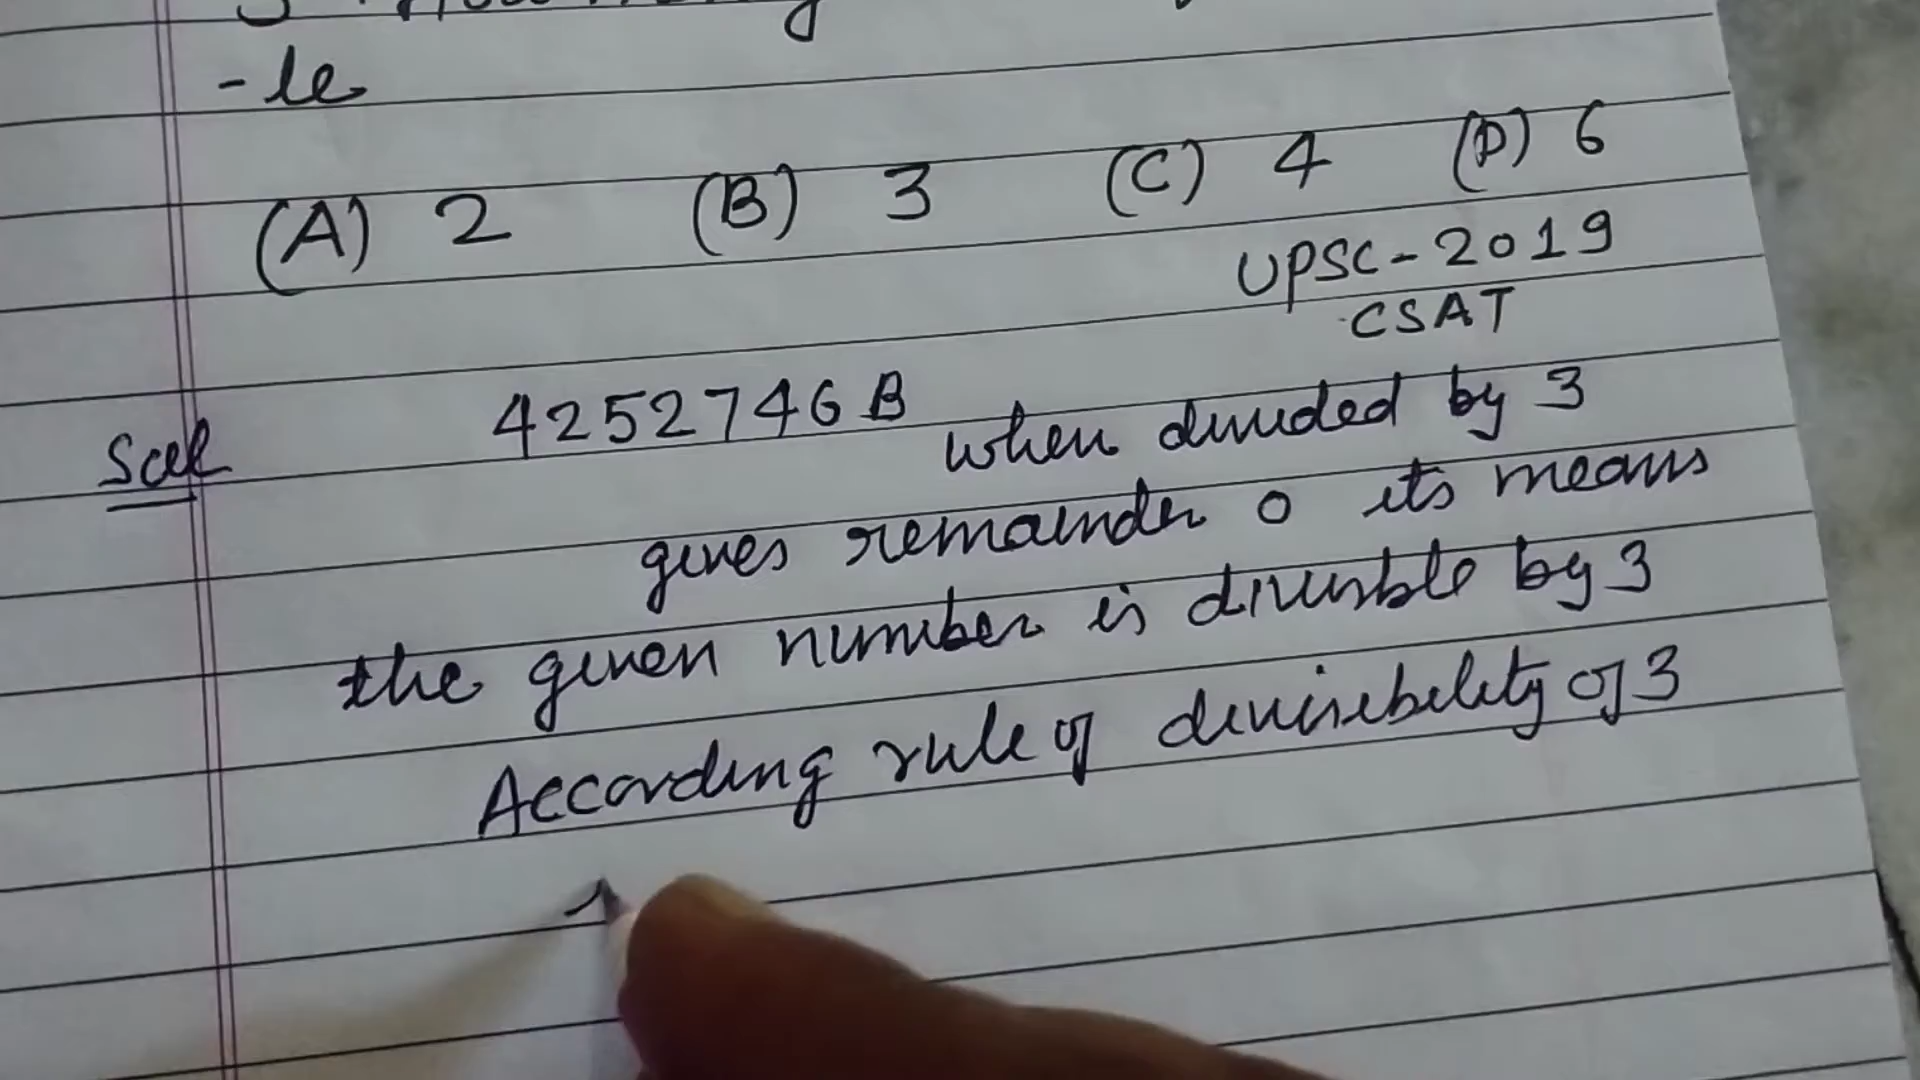 -le
(A) 2 (B) 3 (C) 4 (D) 6
UPSC-2019
CSAT
Sol 4252746B when divided by 3
gives remainder 0 its means
the given number is divisible by 3
According rule of divisibility of 3